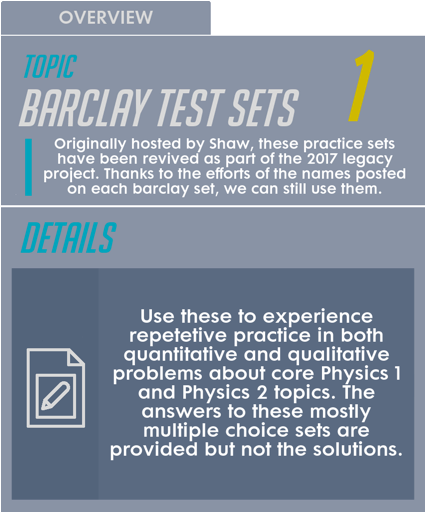 OVERVIEW
TOPIC
1
BARCLAY TEST SETS
Originally hosted by Shaw, these practice sets
have been revived as part of the 2017 legacy
project. Thanks to the efforts of the names posted
on each barclay set, we can still use them.
DETAILS
Use these to experience
repetetive practice in both
quantitative and qualitative
problems about core Physics 1
and Physics 2 topics. The
answers to these mostly
multiple choice sets are
provided but not the solutions.